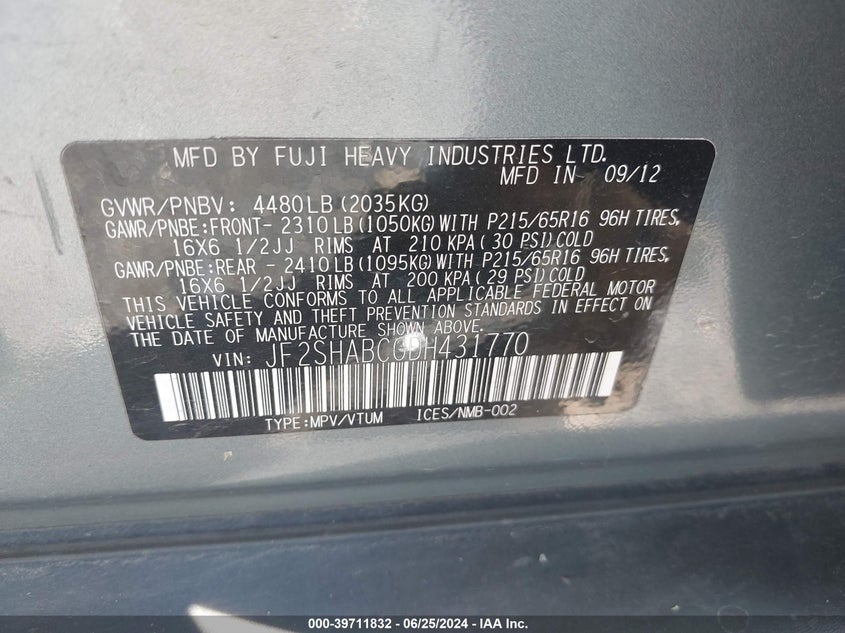 MFD BY FUJI HEAVY INDUSTRIES LTD.
MFD IN 09/12
GVWR/PNBV: 4480LB(2035KG)
GAWR/PNBE:FRONT- 2310LB(1050KG)WITH P215/65R16 96H TIRES,
16X6 1/2JJ RIMS AT 210 KPA( 30 PSI)COLD
GAWR/PNBE:REAR - 2410LB(1095KG)WITH P215/65R16 96H TIRES,
16X6 1/2JJ RIMS AT 200 KPA( 29 PSI)COLD
THIS VEHICLE CONFORMS TO ALL APPLICABLE FEDERAL MOTOR
VEHICLE SAFETY AND THEFT PREVENTION STANDARDS IN EFFECT ON
THE DATE OF MANUFACTURE SHOWN ABOVE.
VIN: JF2SHABCGDH431770
TYPE:MPV/VTUM ICES/NMB-002
000-39711832 - 06/25/2024 - IAA Inc.